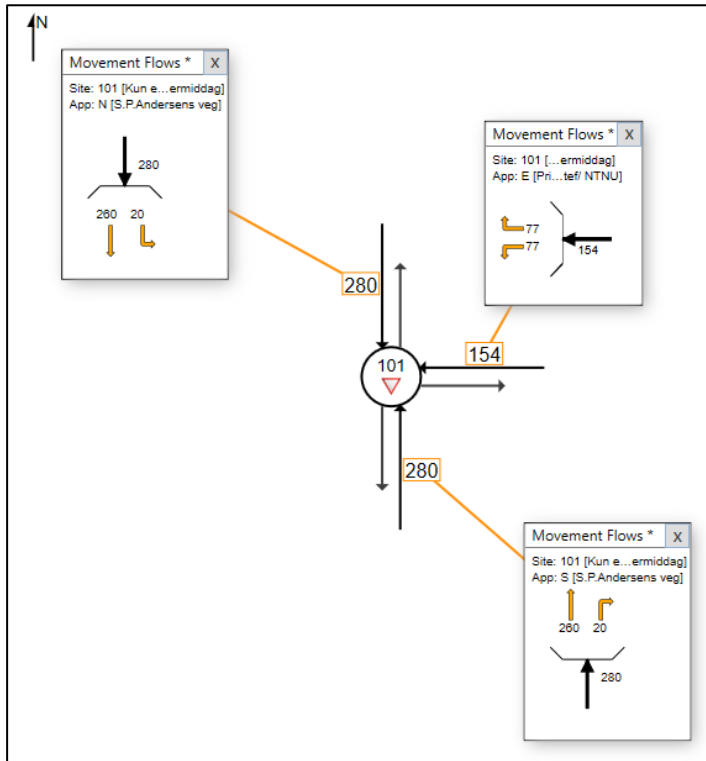 N
Movement Flows * X
Site: 101 [Kun e...ermiddag]
App: N [S.P.Andersens veg]
280
260 20
Movement Flows * X
Site: 101 [...ermiddag]
App: E [Pri...tef/ NTNU]
77
77
154
280
154
101
280
Movement Flows * X
Site: 101 [Kun e...ermiddag]
App: S [S.P.Andersens veg]
260 20
280